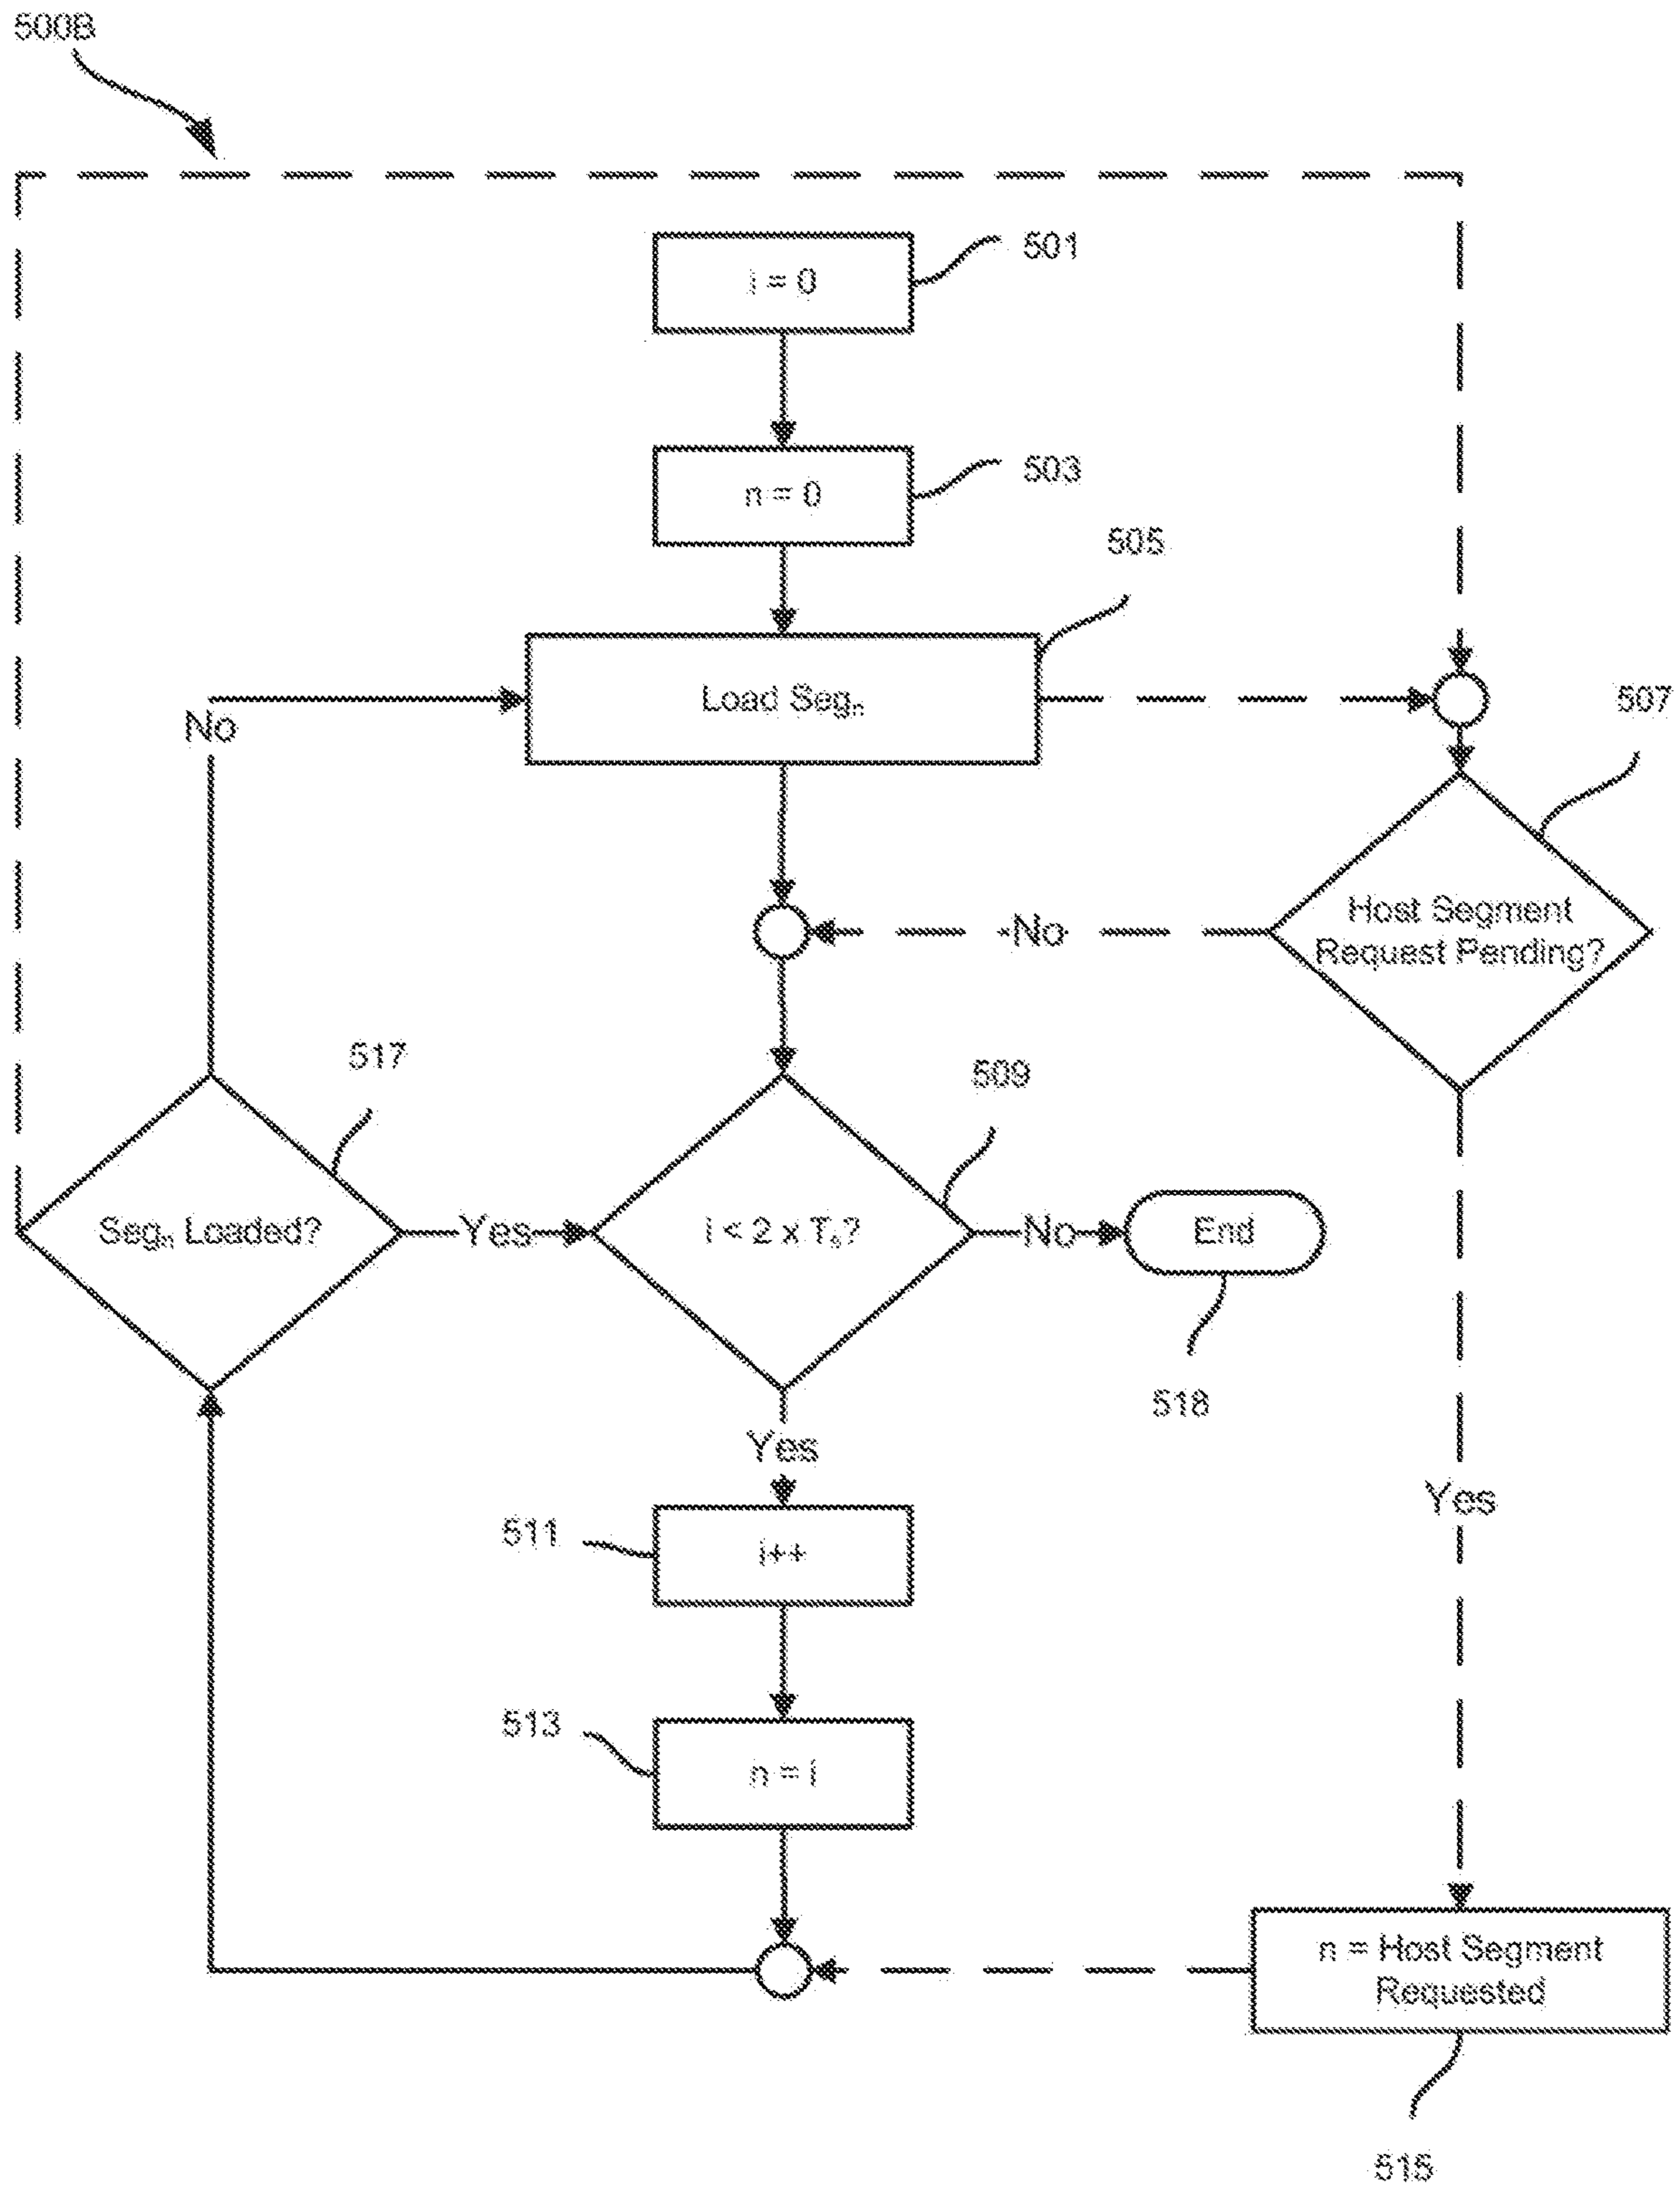 500B
i = 0
501
n = 0
503
505
Load Segn
507
No
Host Segment
Request Pending?
No
517
509
Segn Loaded?
Yes
i < 2 x Ts?
No
End
518
Yes
Yes
511
i++
513
n = i
n = Host Segment
Requested
515